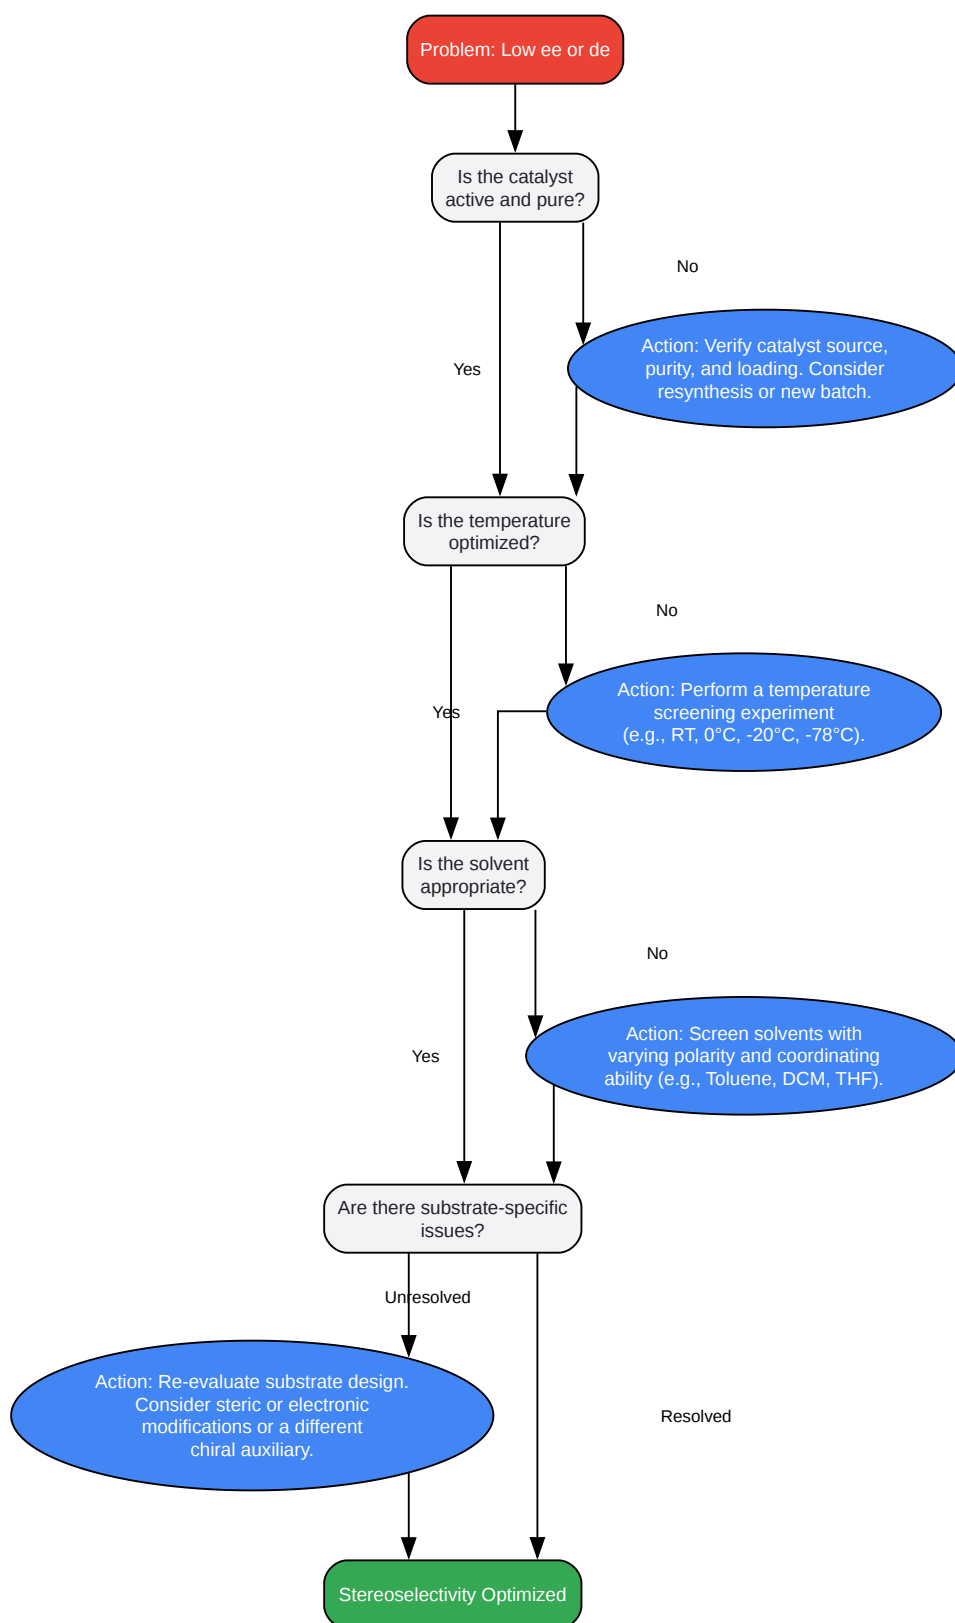 Problem: Low ee or de
Is the catalyst
active and pure?
No
Action: Verify catalyst source,
purity, and loading. Consider
resynthesis or new batch.
Yes
Is the temperature
optimized?
No
Action: Perform a temperature
screening experiment
(e.g., RT, 0°C, -20°C, -78°C).
Yes
Is the solvent
appropriate?
No
Action: Screen solvents with
varying polarity and coordinating
ability (e.g., Toluene, DCM, THF).
Yes
Are there substrate-specific
issues?
Unresolved
Action: Re-evaluate substrate design.
Consider steric or electronic
modifications or a different
chiral auxiliary.
Resolved
Stereoselectivity Optimized